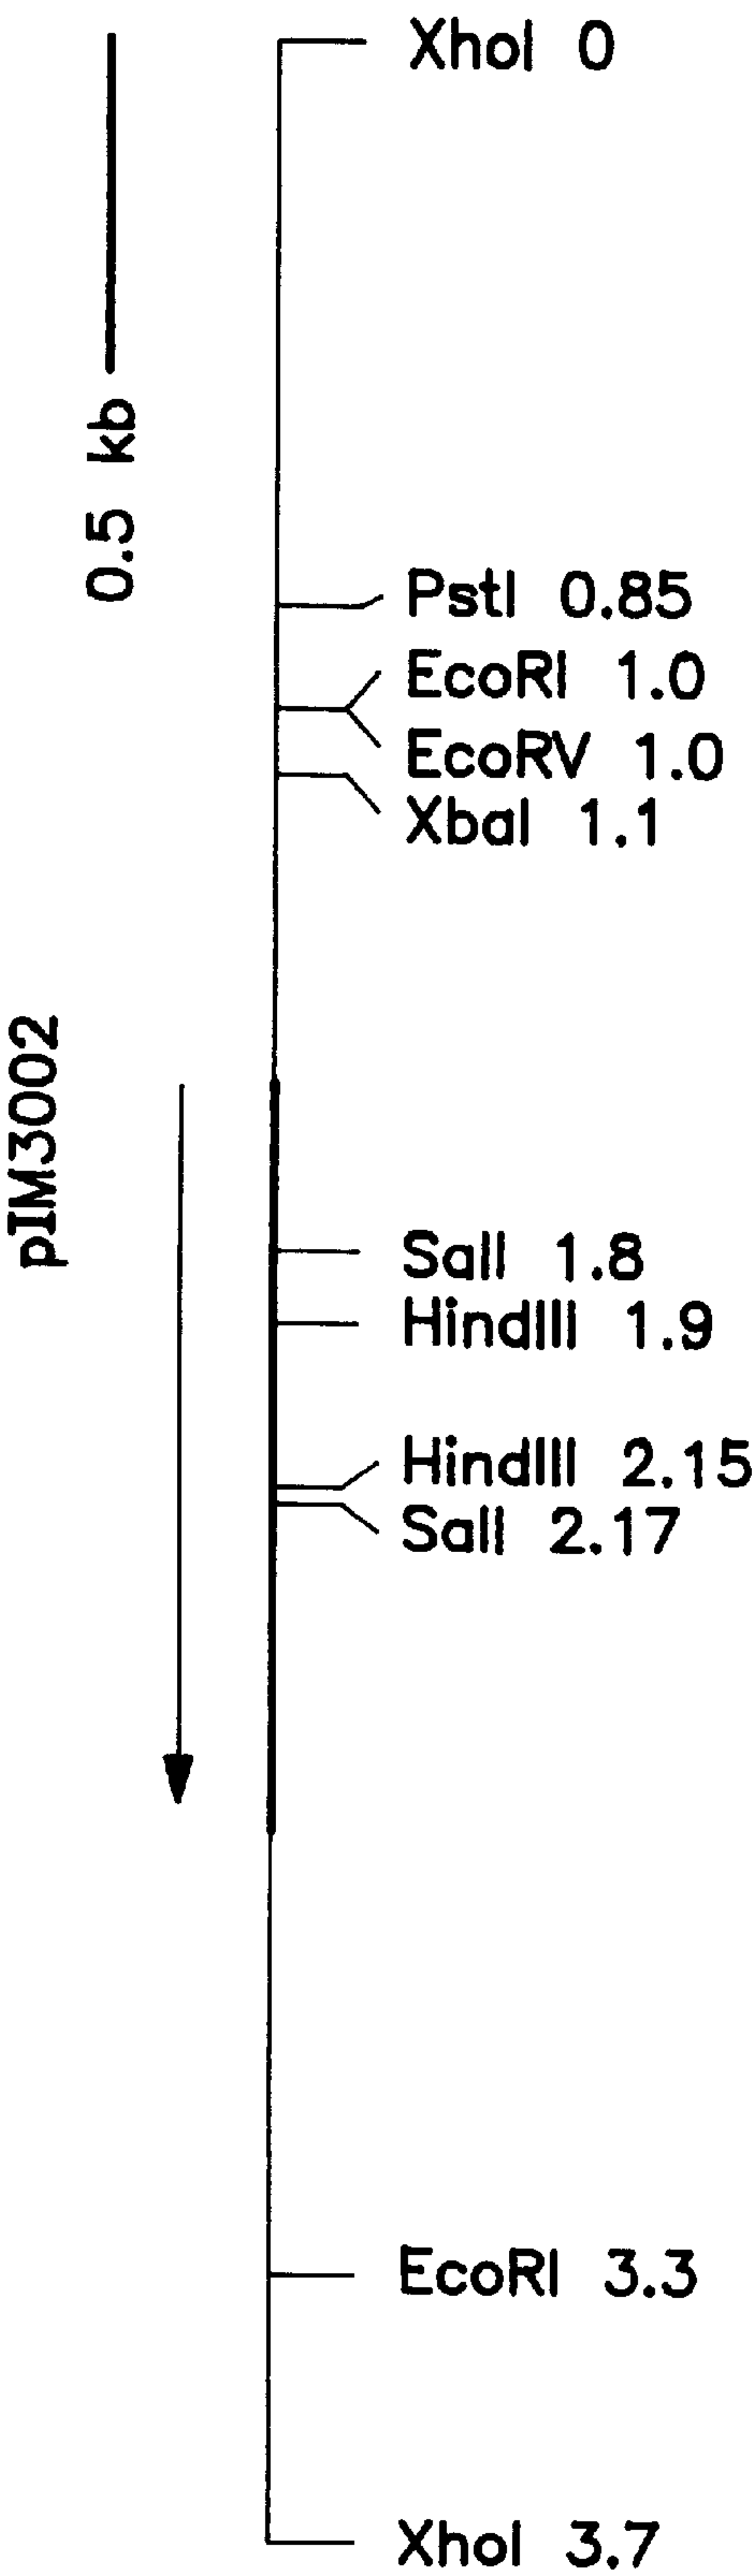 XhoI 0
0.5 kb
PstI 0.85
EcoRI 1.0
EcoRV 1.0
XbaI 1.1
pIM3002
SalI 1.8
HindIII 1.9
HindIII 2.15
SalI 2.17
EcoRI 3.3
XhoI 3.7